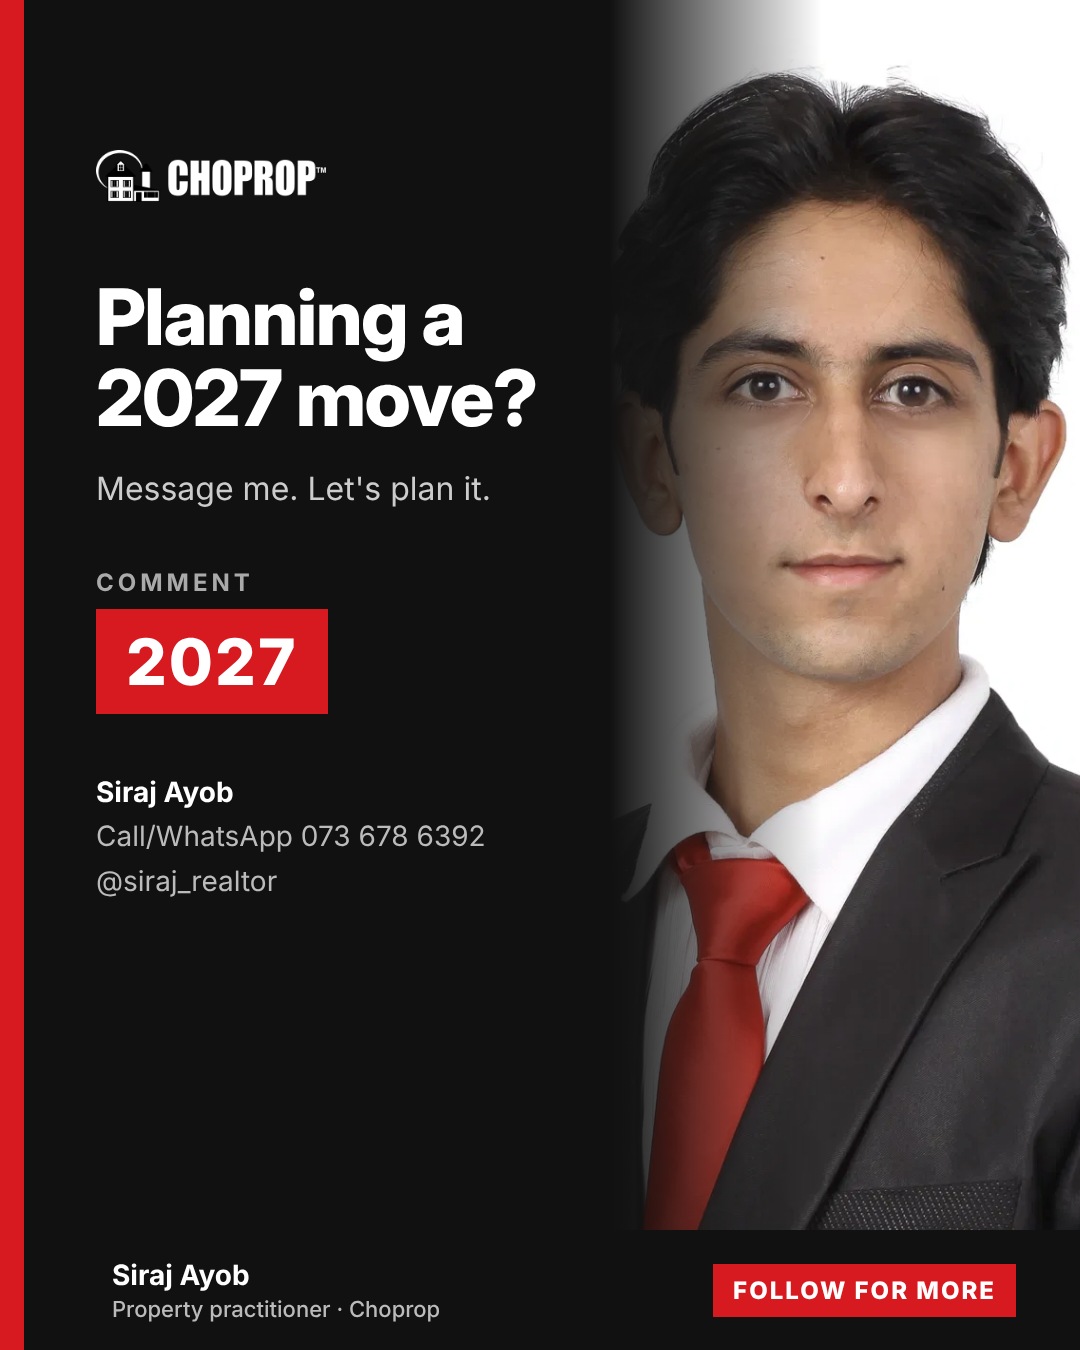 CHOPROP™
Planning a
2027 move?
Message me. Let's plan it.
COMMENT
2027
Siraj Ayob
Call/WhatsApp 073 678 6392
@siraj_realtor
Siraj Ayob
Property practitioner · Choprop
FOLLOW FOR MORE